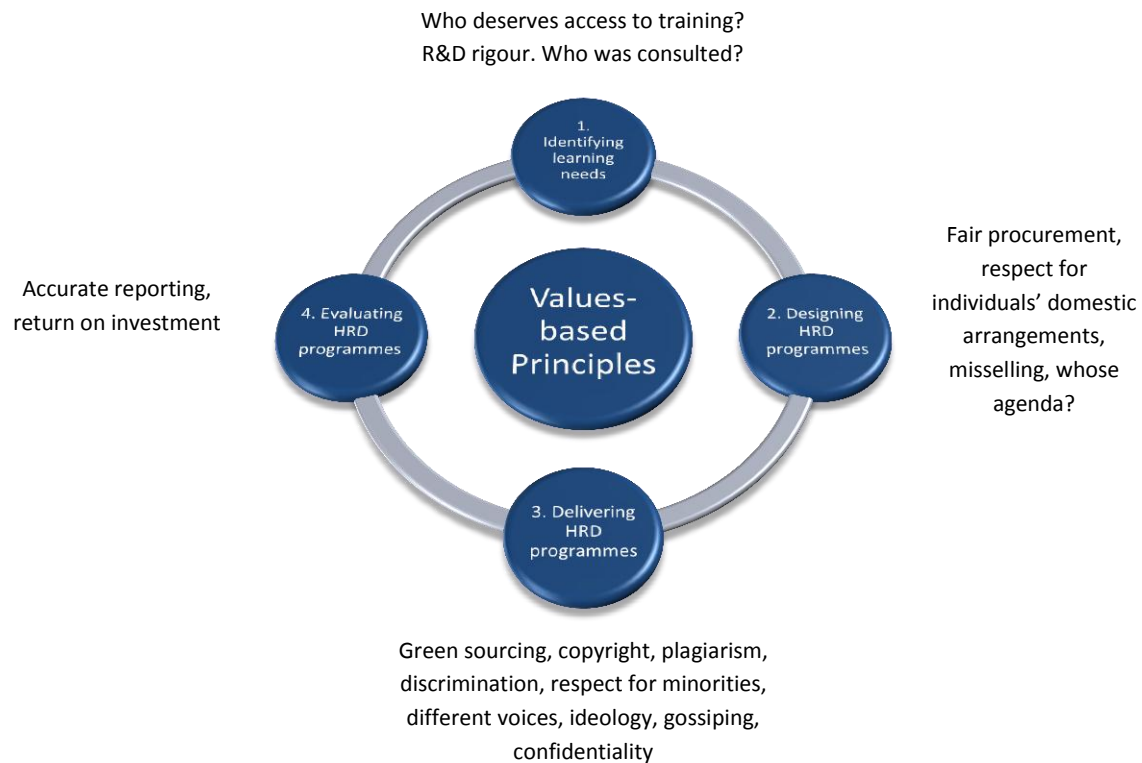 Who deserves access to training?
R&D rigour. Who was consulted?
1.
Identifying
learning
needs
Values-
based
Principles
2. Designing
HRD
programmes
Fair procurement,
respect for
individuals’ domestic
arrangements,
misselling, whose
agenda?
3. Delivering
HRD
programmes
Green sourcing, copyright, plagiarism,
discrimination, respect for minorities,
different voices, ideology, gossiping,
confidentiality
4. Evaluating
HRD
programmes
Accurate reporting,
return on investment